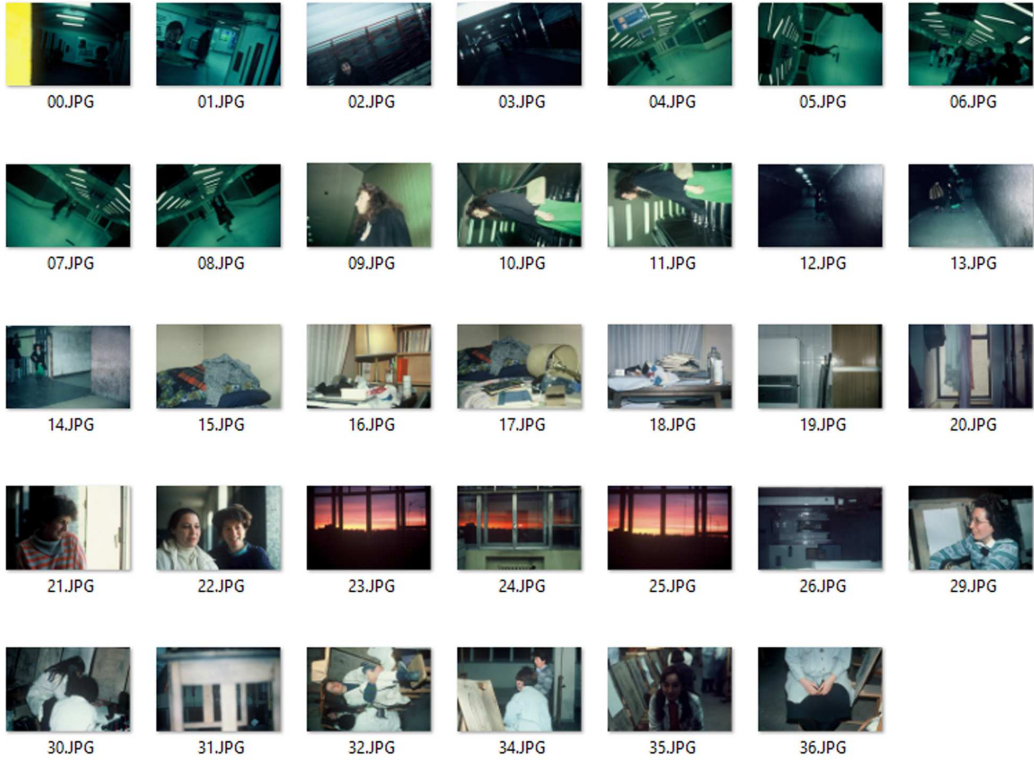 00.JPG 01.JPG 02.JPG 03.JPG 04.JPG 05.JPG 06.JPG
07.JPG 08.JPG 09.JPG 10.JPG 11.JPG 12.JPG 13.JPG
14.JPG 15.JPG 16.JPG 17.JPG 18.JPG 19.JPG 20.JPG
21.JPG 22.JPG 23.JPG 24.JPG 25.JPG 26.JPG 29.JPG
30.JPG 31.JPG 32.JPG 34.JPG 35.JPG 36.JPG